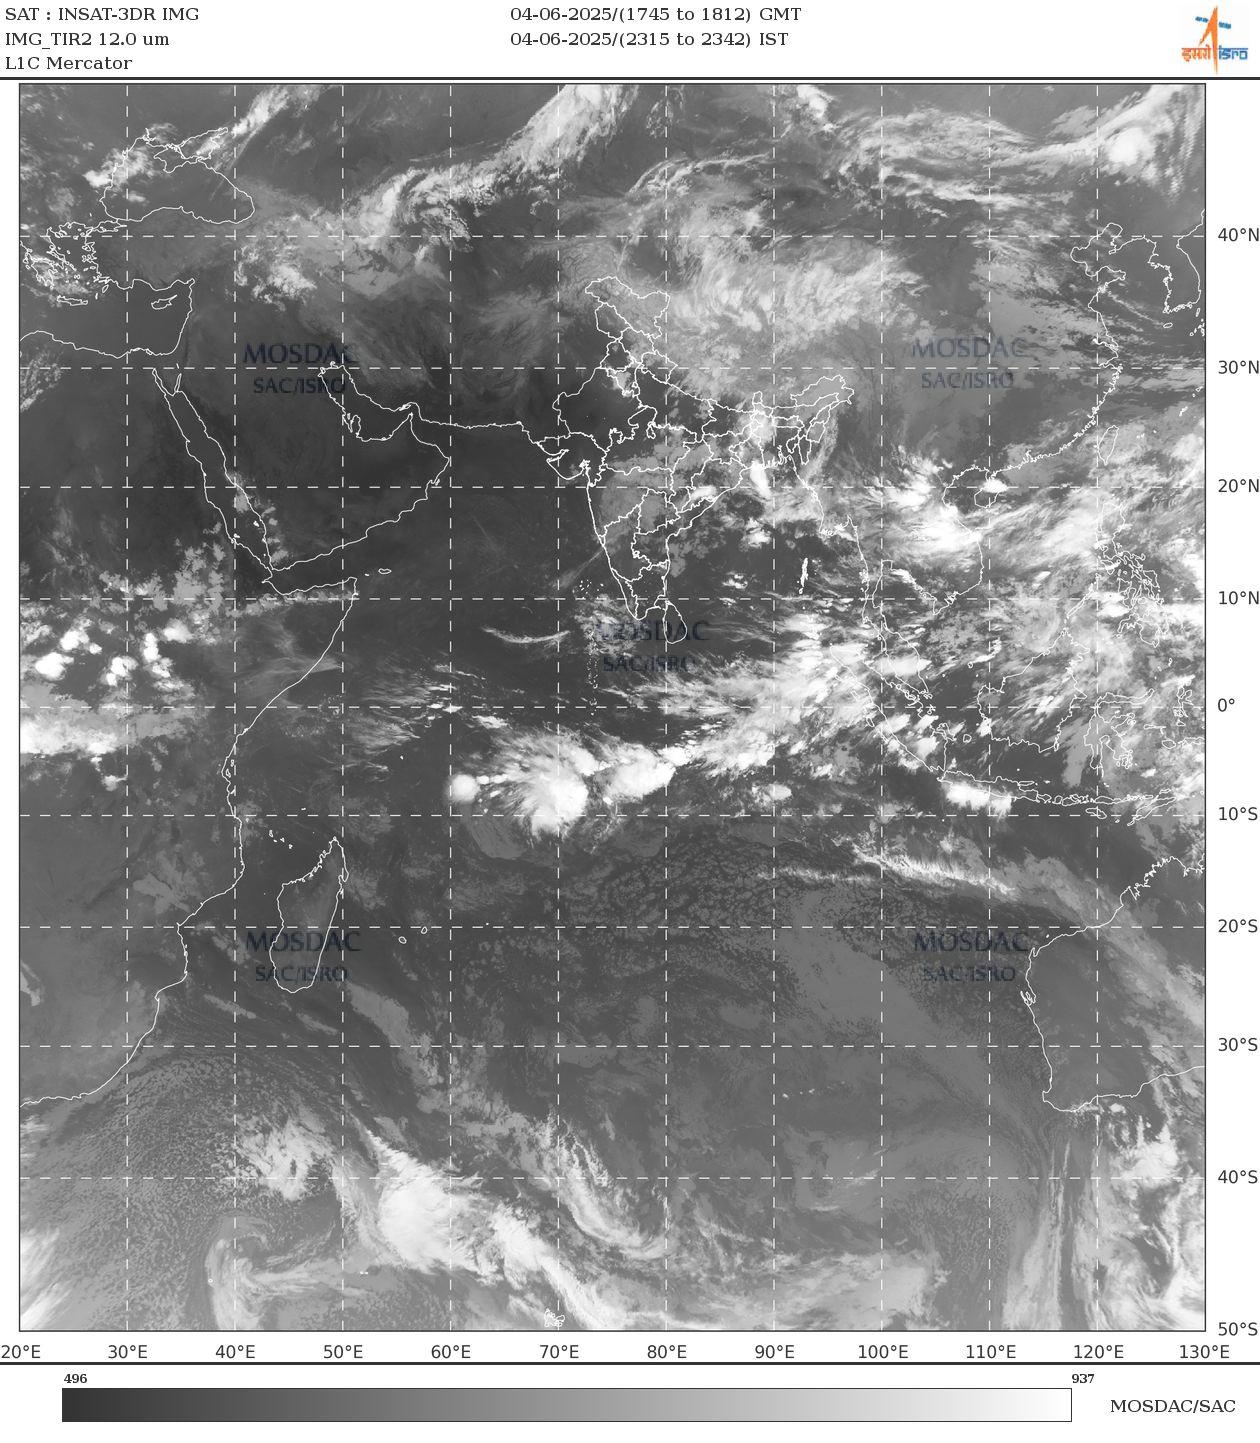 SAT : INSAT-3DR IMG
04-06-2025/(1745 to 1812) GMT
IMG_TIR2 12.0 um
04-06-2025/(2315 to 2342) IST
L1C Mercator
इसरो isro
40°N
MOSDAC
SAC/ISRO
MOSDAC
SAC/ISRO
30°N
20°N
10°N
MOSDAC
SAC/ISRO
0°
10°S
20°S
MOSDAC
SAC/ISRO
MOSDAC
SAC/ISRO
30°S
40°S
50°S
20°E 30°E 40°E 50°E 60°E 70°E 80°E 90°E 100°E 110°E 120°E 130°E
496
937
MOSDAC/SAC